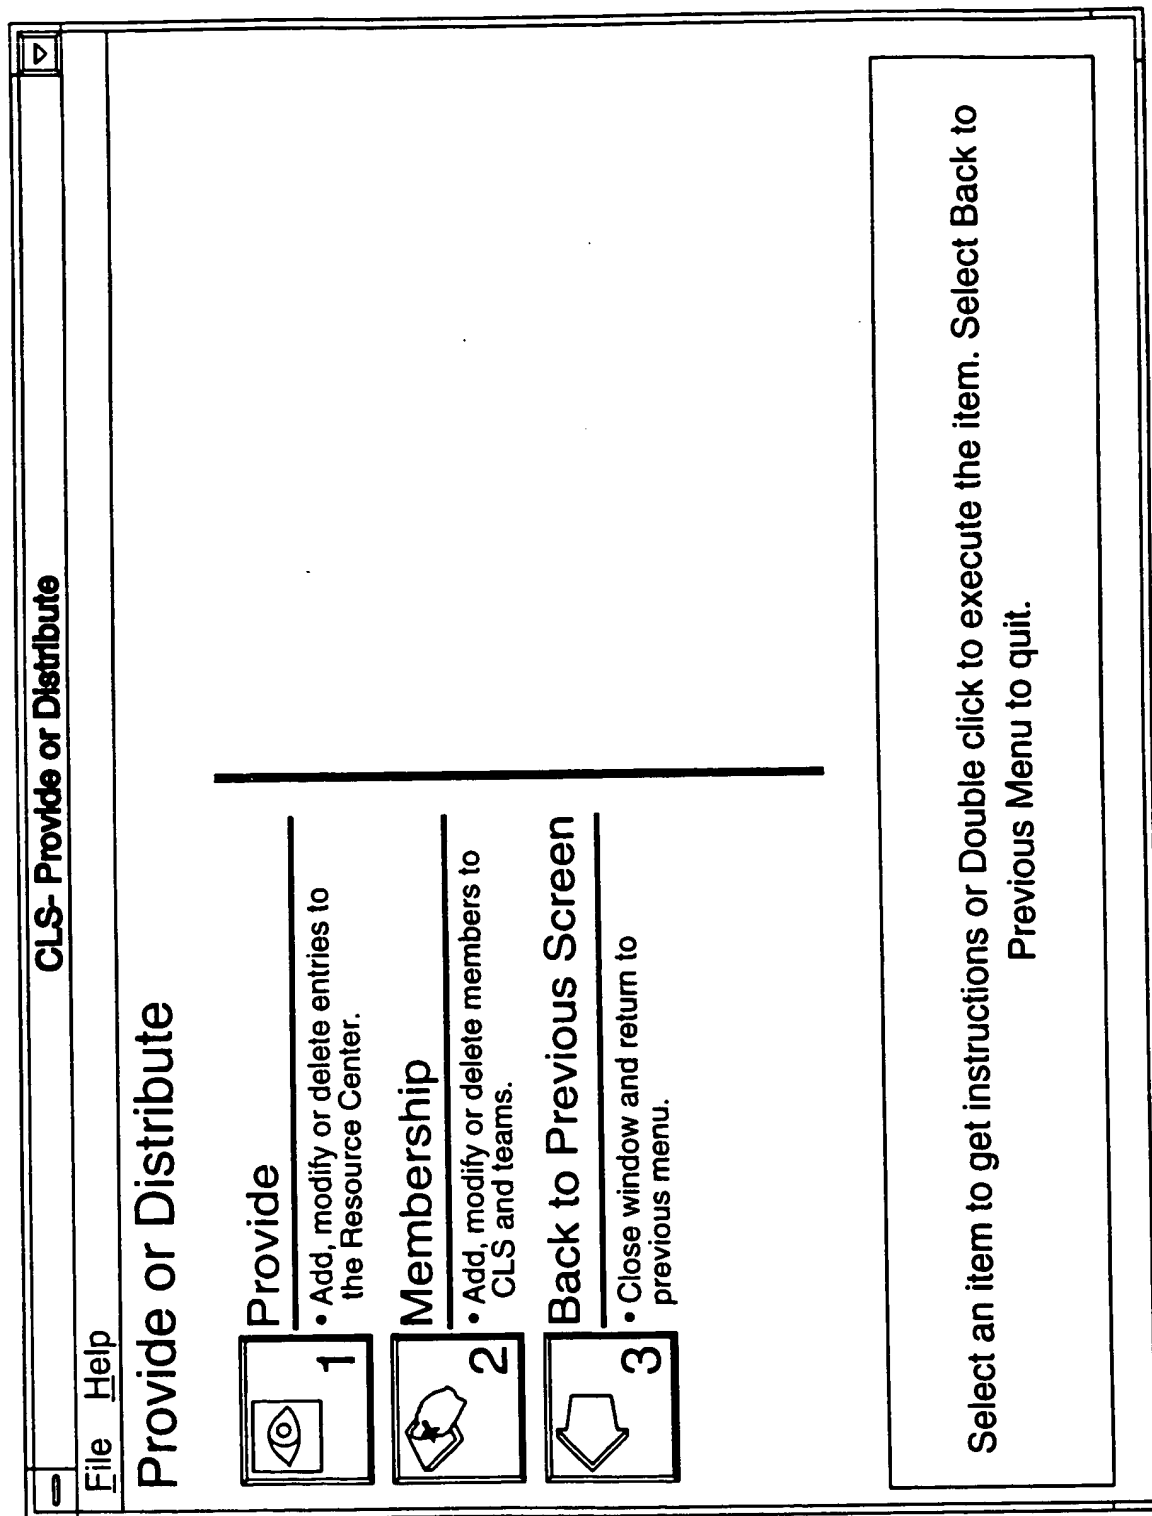 CLS- Provide or Distribute
File Help
Provide or Distribute
1
Provide
• Add, modify or delete entries to
the Resource Center.
2
Membership
• Add, modify or delete members to
CLS and teams.
3
Back to Previous Screen
• Close window and return to
previous menu.
Select an item to get instructions or Double click to execute the item. Select Back to
Previous Menu to quit.